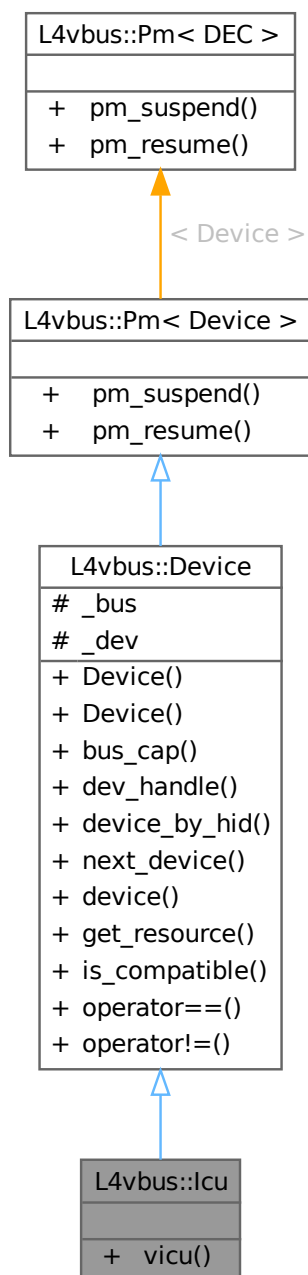 L4vbus::Pm< DEC >
+ pm_suspend()
+ pm_resume()
< Device >
L4vbus::Pm< Device >
+ pm_suspend()
+ pm_resume()
L4vbus::Device
# _bus
# _dev
+ Device()
+ Device()
+ bus_cap()
+ dev_handle()
+ device_by_hid()
+ next_device()
+ device()
+ get_resource()
+ is_compatible()
+ operator==()
+ operator!=()
L4vbus::Icu
+ vicu()